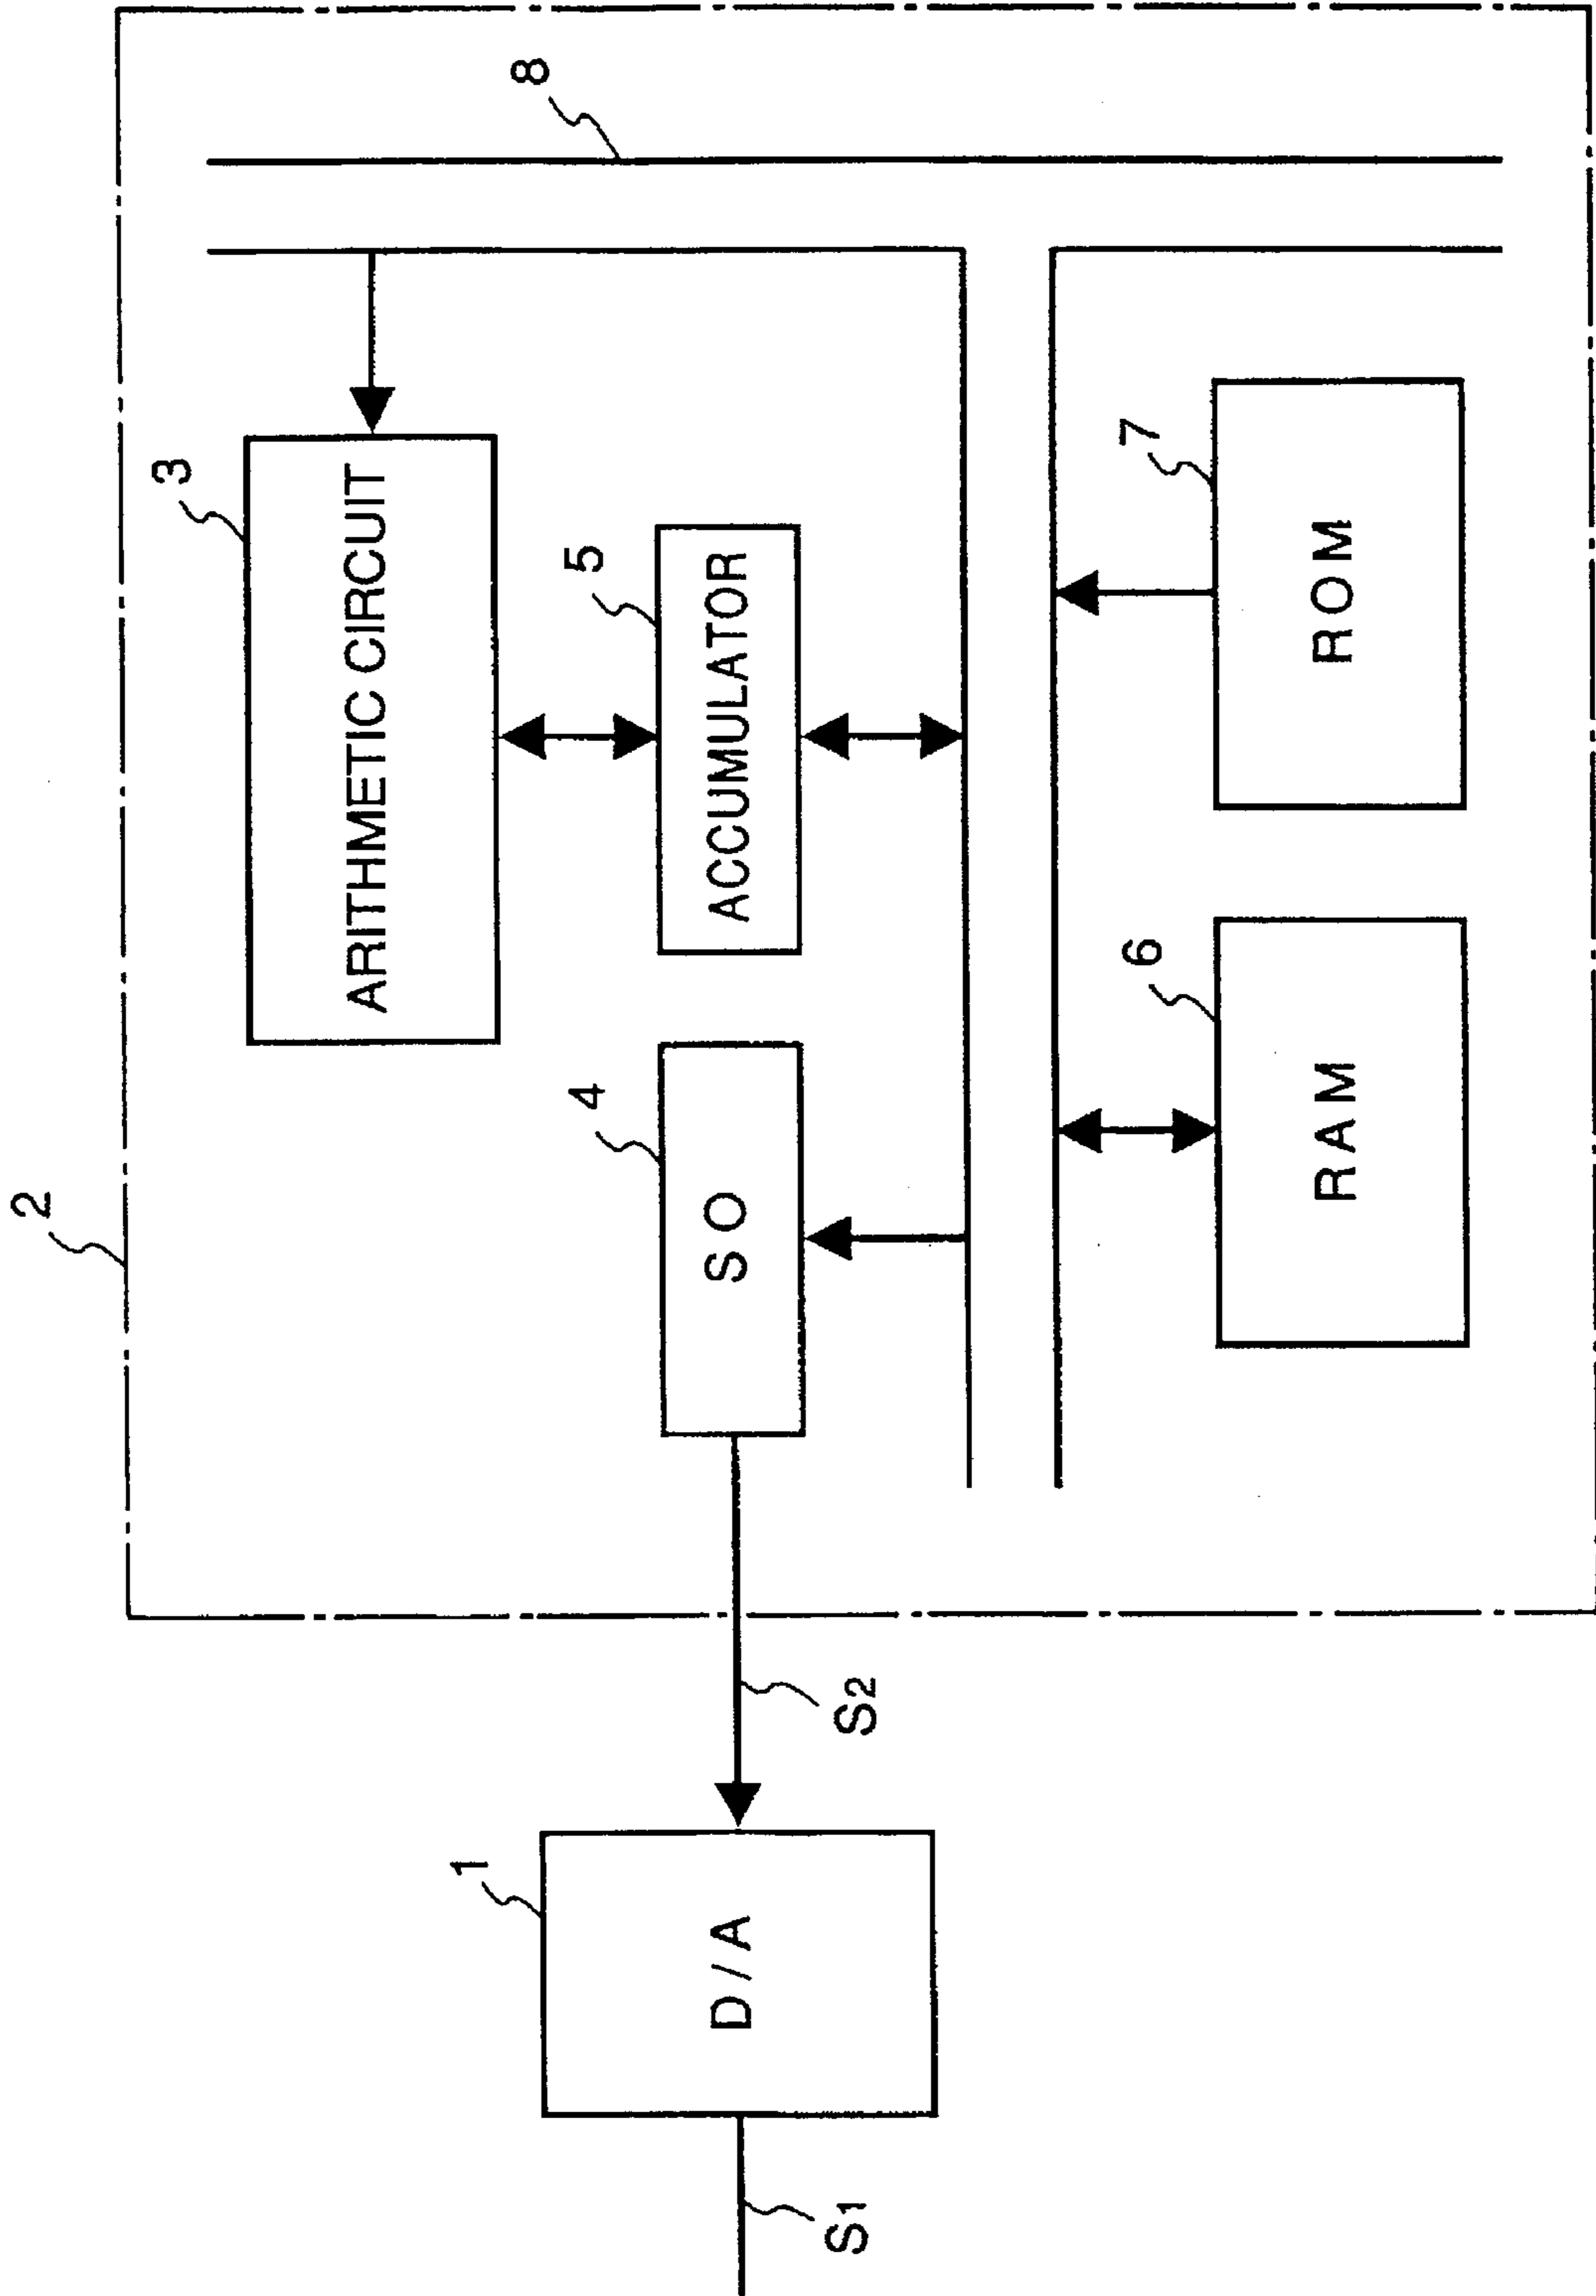 2
3
ARITHMETIC CIRCUIT
1
8
4
5
D/A
SO
ACCUMULATOR
S1
S2
6
7
RAM
ROM